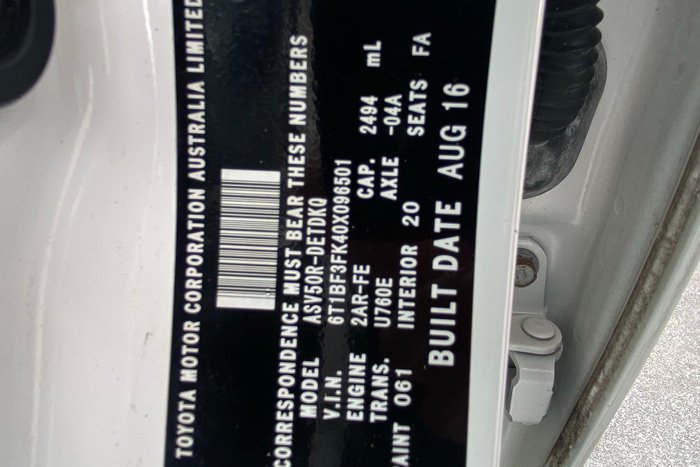 TOYOTA MOTOR CORPORATION AUSTRALIA LIMITED
CORRESPONDENCE MUST BEAR THESE NUMBERS
MODEL ASV50R-DETDKQ
V.I.N. 6T1BF3FK40X096501
ENGINE 2AR-FE CAP. 2494 mL
TRANS. U760E AXLE -04A
AINT 061 INTERIOR 20 SEATS FA
BUILT DATE AUG 16